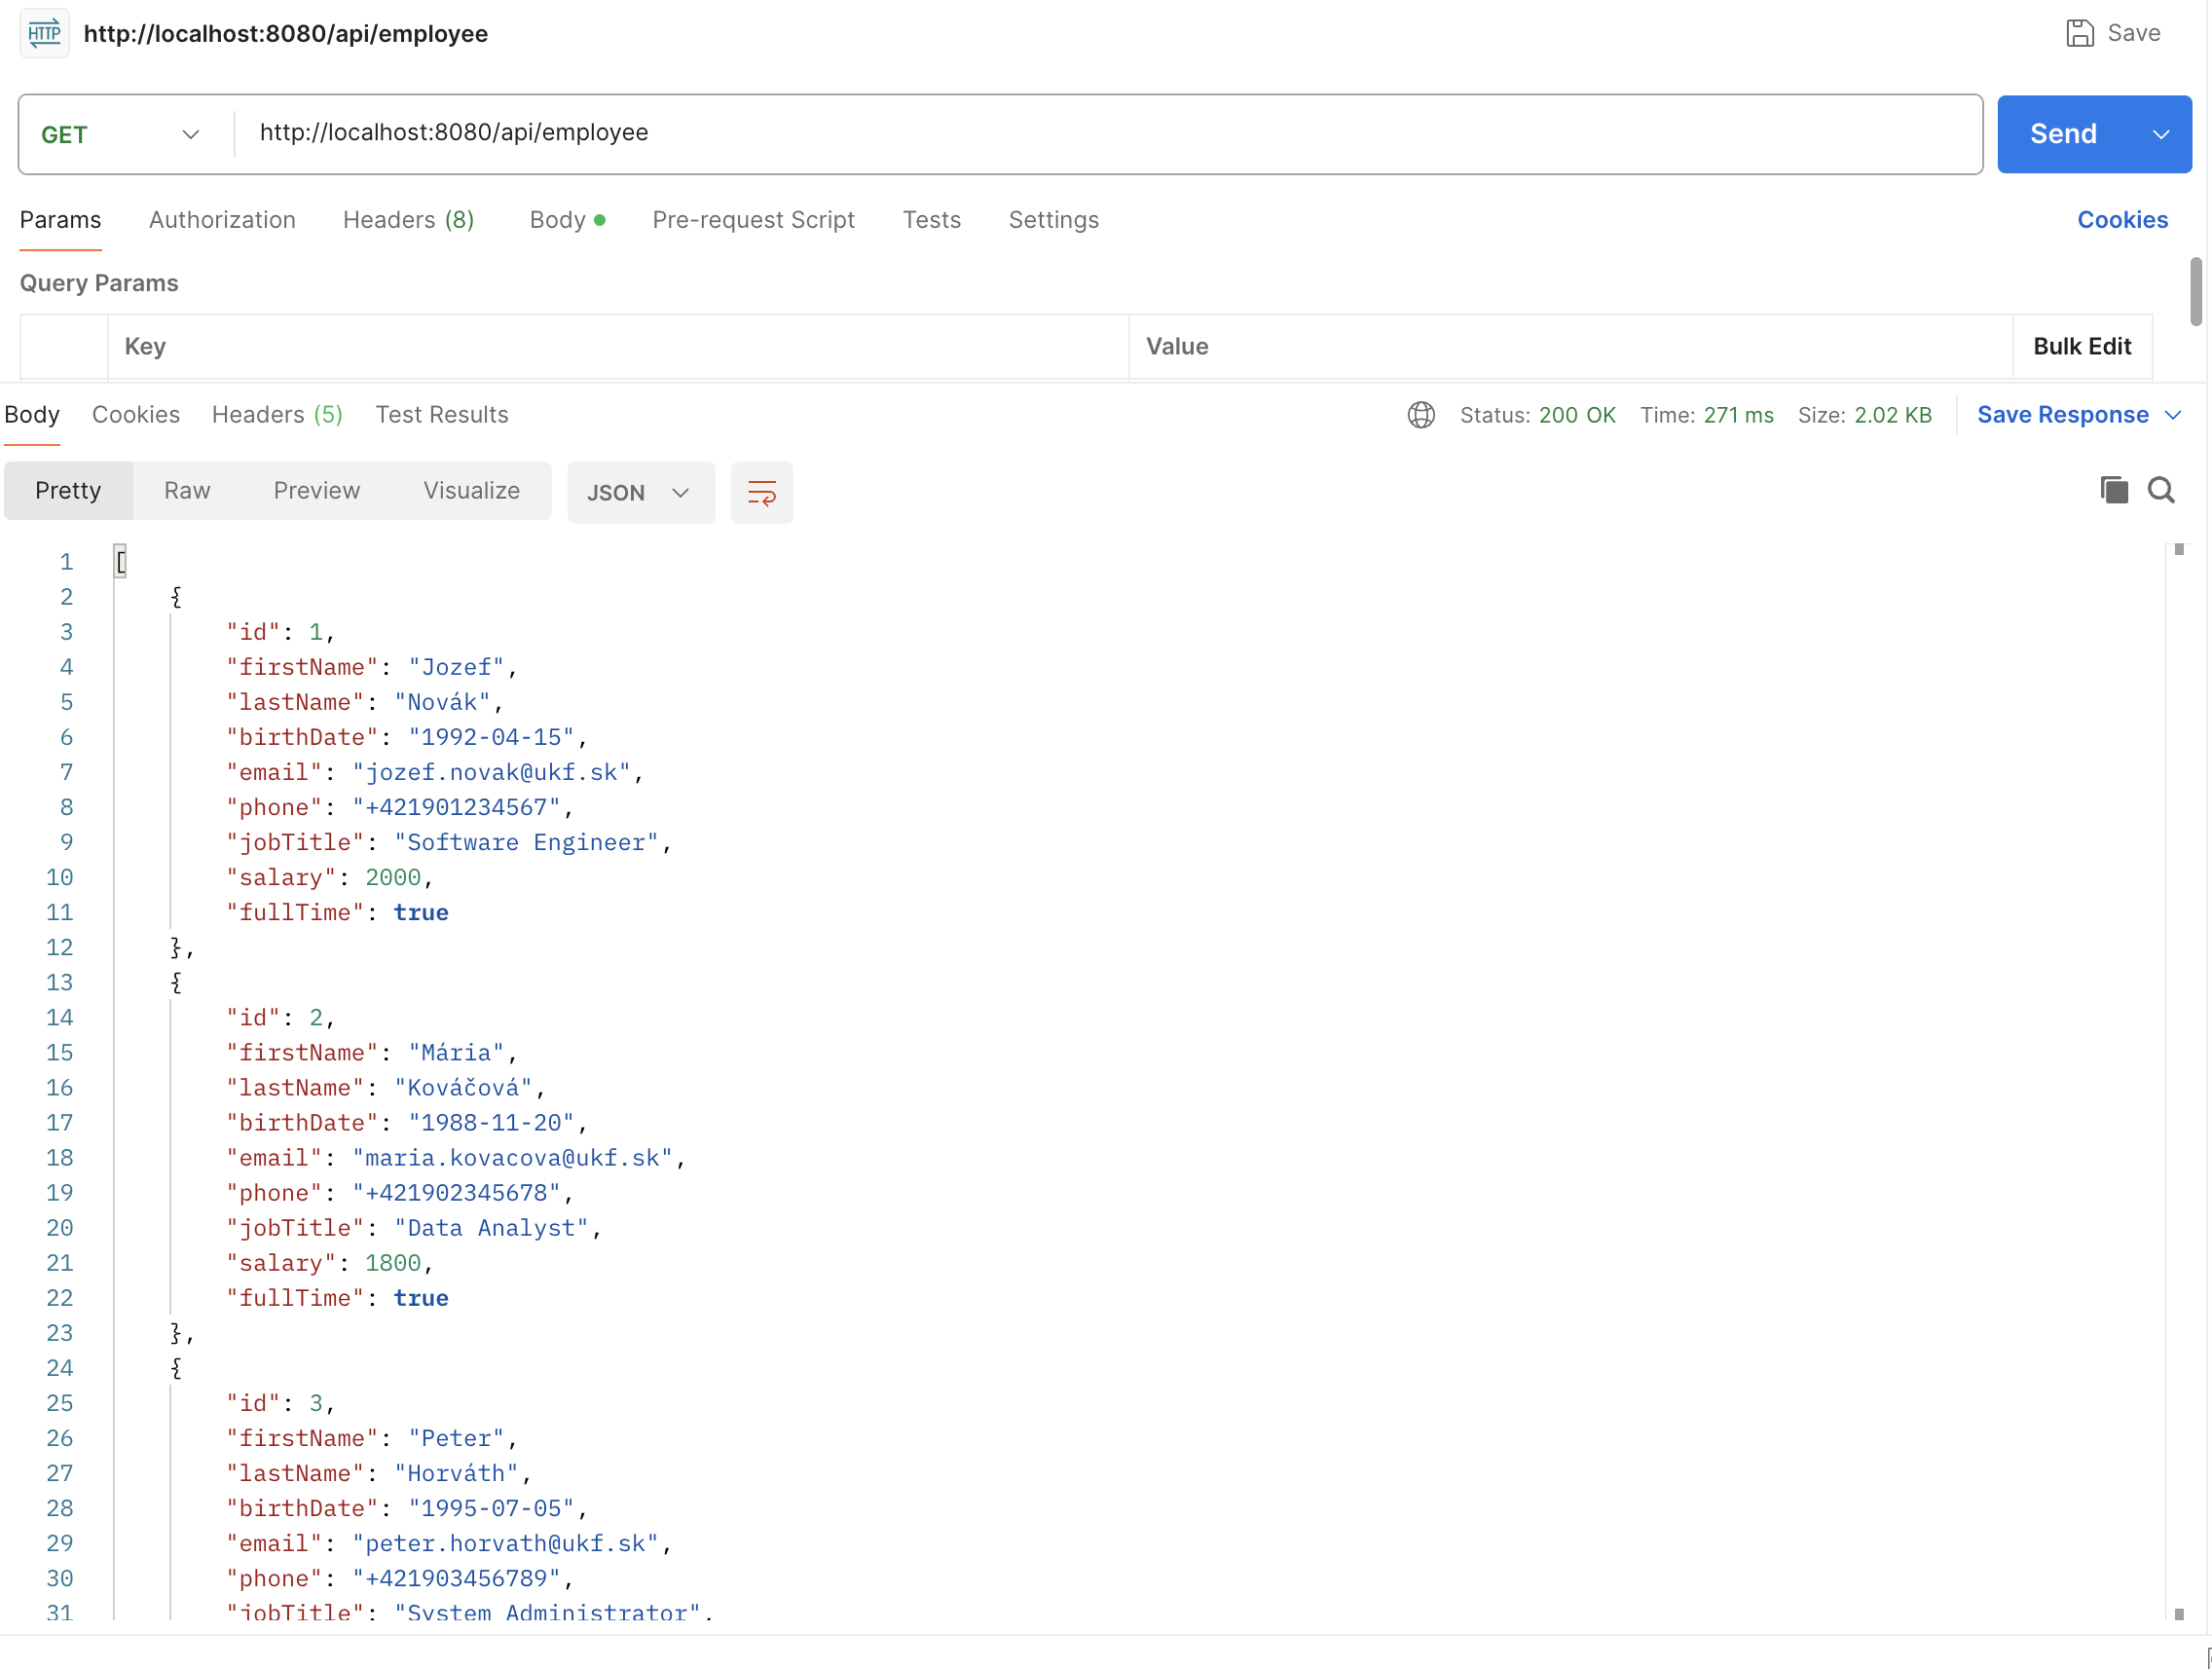 HTTP http://localhost:8080/api/employee Save
GET http://localhost:8080/api/employee Send
Params Authorization Headers (8) Body Pre-request Script Tests Settings Cookies
Query Params
Key Value Bulk Edit
Body Cookies Headers (5) Test Results Status: 200 OK Time: 271 ms Size: 2.02 KB Save Response
Pretty Raw Preview Visualize JSON
1 [
2 {
3 "id": 1,
4 "firstName": "Jozef",
5 "lastName": "Novák",
6 "birthDate": "1992-04-15",
7 "email": "jozef.novak@ukf.sk",
8 "phone": "+421901234567",
9 "jobTitle": "Software Engineer",
10 "salary": 2000,
11 "fullTime": true
12 },
13 {
14 "id": 2,
15 "firstName": "Mária",
16 "lastName": "Kováčová",
17 "birthDate": "1988-11-20",
18 "email": "maria.kovacova@ukf.sk",
19 "phone": "+421902345678",
20 "jobTitle": "Data Analyst",
21 "salary": 1800,
22 "fullTime": true
23 },
24 {
25 "id": 3,
26 "firstName": "Peter",
27 "lastName": "Horváth",
28 "birthDate": "1995-07-05",
29 "email": "peter.horvath@ukf.sk",
30 "phone": "+421903456789",
31 "jobTitle": "System Administrator",